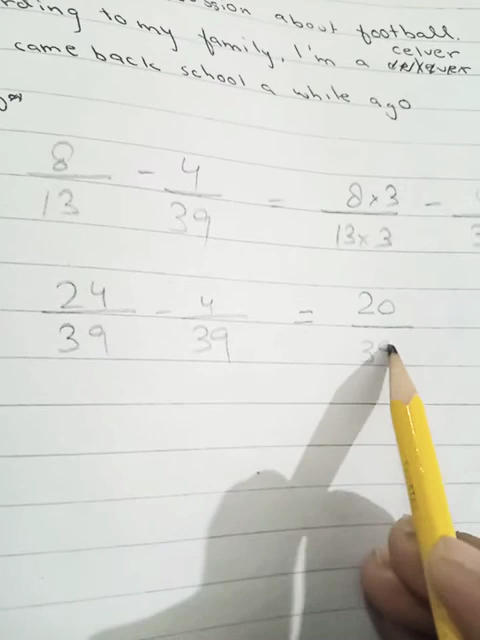 ssion about football.
rding to my family, I'm a celver
came back school a while ago
8/13 - 4/39 = 8×3/13×3 -
24/39 - 4/39 = 20/39